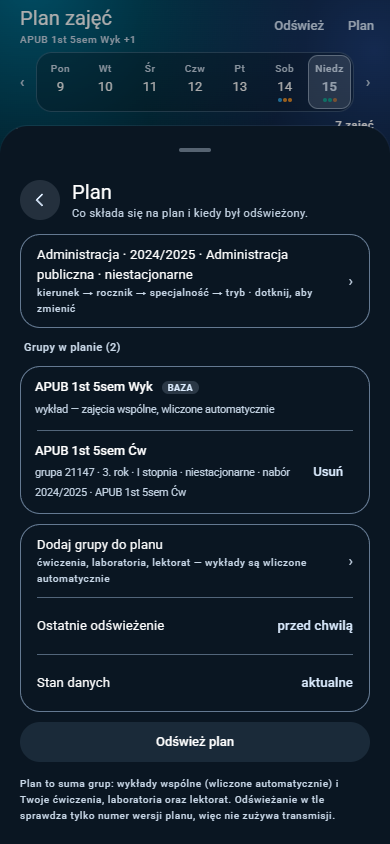 Plan zajęć
Odśwież
Plan
APUB 1st 5sem Wyk +1
‹
Pon
Wt
Śr
Czw
Pt
Sob
Niedz
›
9
10
11
12
13
14
15
7 zajęć
Plan
Co składa się na plan i kiedy był odświeżony.
Administracja · 2024/2025 · Administracja
publiczna · niestacjonarne
›
kierunek → rocznik → specjalność → tryb · dotknij, aby
zmienić
Grupy w planie (2)
APUB 1st 5sem Wyk BAZA
wykład — zajęcia wspólne, wliczone automatycznie
APUB 1st 5sem Ćw
grupa 21147 · 3. rok · I stopnia · niestacjonarne · nabór
2024/2025 · APUB 1st 5sem Ćw
Usuń
Dodaj grupy do planu
ćwiczenia, laboratoria, lektorat — wykłady są wliczone
automatycznie
›
Ostatnie odświeżenie
przed chwilą
Stan danych
aktualne
Odśwież plan
Plan to suma grup: wykłady wspólne (wliczone automatycznie) i
Twoje ćwiczenia, laboratoria oraz lektorat. Odświeżanie w tle
sprawdza tylko numer wersji planu, więc nie zużywa transmisji.